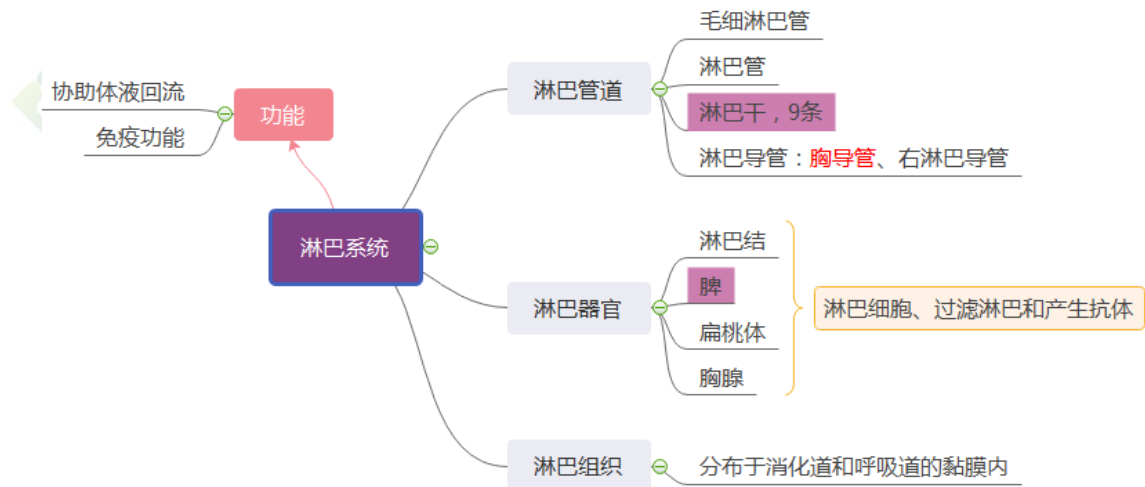 毛细淋巴管
淋巴管
淋巴干，9条
淋巴导管：胸导管、右淋巴导管
淋巴管道
协助体液回流
免疫功能
功能
淋巴系统
淋巴器官
淋巴结
脾
扁桃体
胸腺
淋巴细胞、过滤淋巴和产生抗体
淋巴组织
分布于消化道和呼吸道的黏膜内